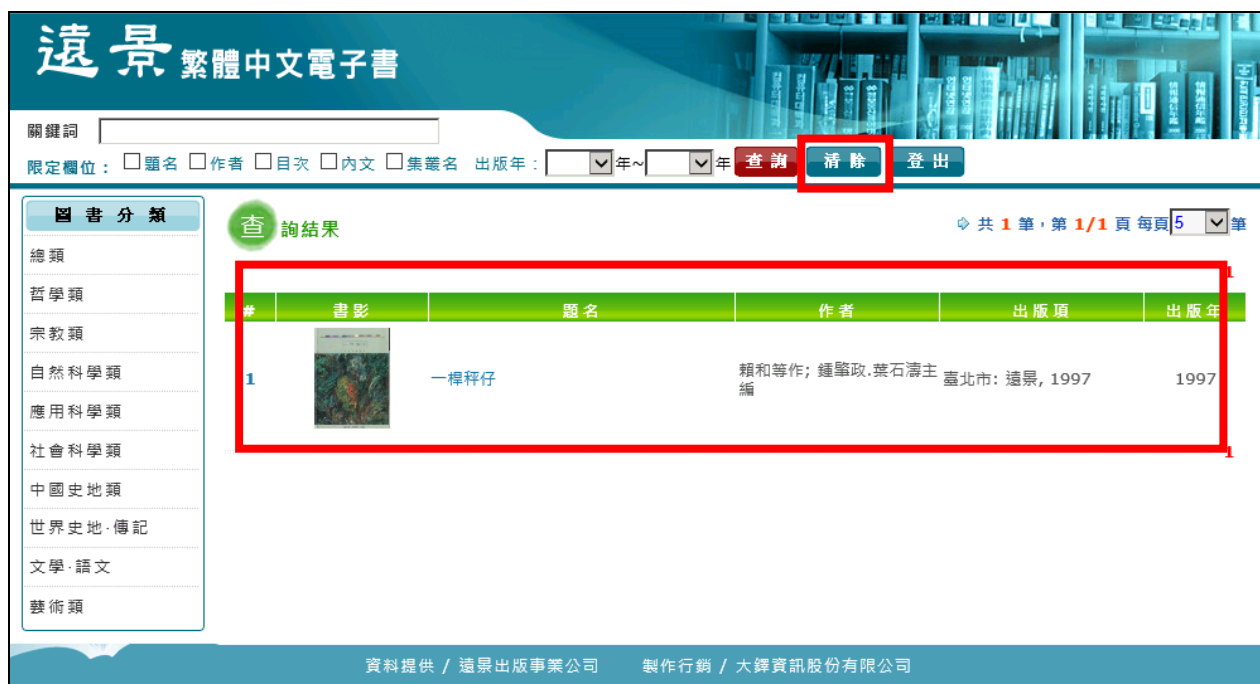 遠景 繁體中文電子書
關鍵詞
限定欄位： 題名 作者 目次 內文 集叢名 出版年： 年~ 年 查詢 清除 登出
圖書分類
總類
哲學類
宗教類
自然科學類
應用科學類
社會科學類
中國史地類
世界史地‧傳記
文學‧語文
藝術類
查詢結果
共 1 筆，第 1/1 頁 每頁 5 筆
1
# 書影 題名 作者 出版項 出版年
1 一桿秤仔 賴和等作; 鍾肇政.葉石濤主編 臺北市: 遠景, 1997 1997
1
資料提供 / 遠景出版事業公司 製作行銷 / 大鐸資訊股份有限公司